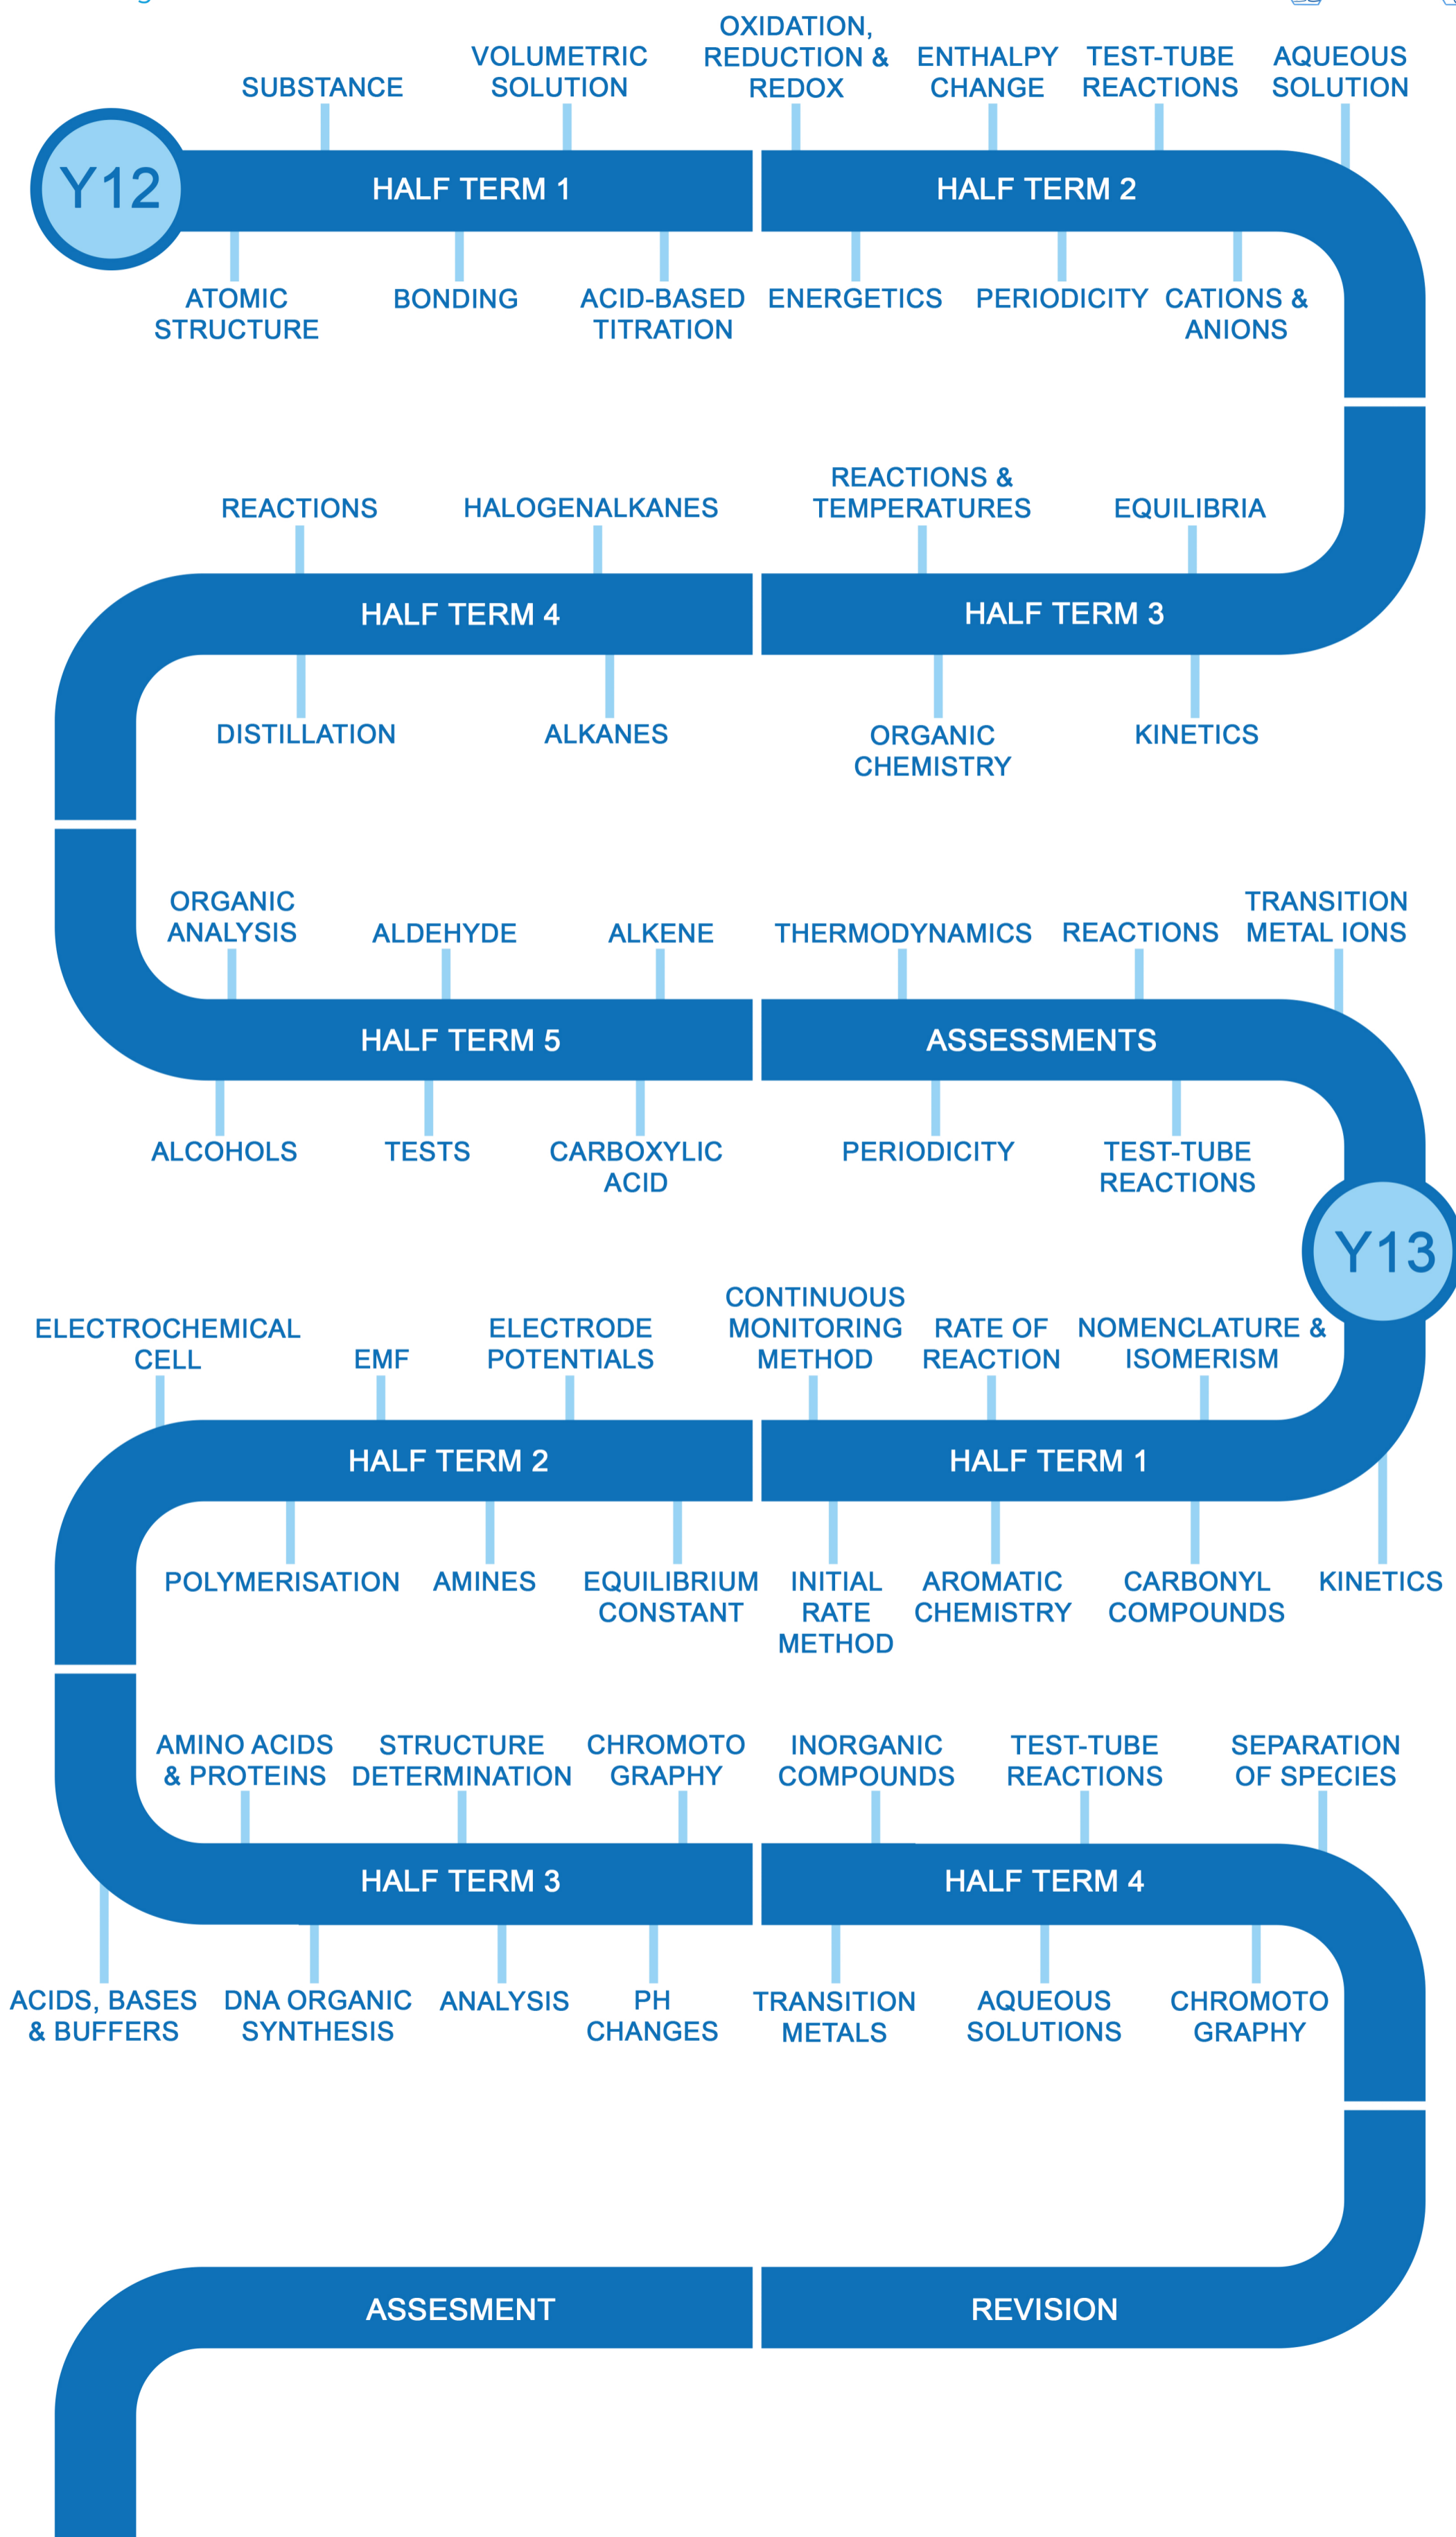 SUBSTANCE
VOLUMETRIC
SOLUTION
OXIDATION,
REDUCTION &
REDOX
ENTHALPY
CHANGE
TEST-TUBE
REACTIONS
AQUEOUS
SOLUTION
Y12
HALF TERM 1
HALF TERM 2
ATOMIC
STRUCTURE
BONDING
ACID-BASED
TITRATION
ENERGETICS
PERIODICITY
CATIONS &
ANIONS
REACTIONS
HALOGENALKANES
REACTIONS &
TEMPERATURES
EQUILIBRIA
HALF TERM 4
HALF TERM 3
DISTILLATION
ALKANES
ORGANIC
CHEMISTRY
KINETICS
ORGANIC
ANALYSIS
ALDEHYDE
ALKENE
THERMODYNAMICS
REACTIONS
TRANSITION
METAL IONS
HALF TERM 5
ASSESSMENTS
ALCOHOLS
TESTS
CARBOXYLIC
ACID
PERIODICITY
TEST-TUBE
REACTIONS
Y13
ELECTROCHEMICAL
CELL
EMF
ELECTRODE
POTENTIALS
CONTINUOUS
MONITORING
METHOD
RATE OF
REACTION
NOMENCLATURE &
ISOMERISM
HALF TERM 2
HALF TERM 1
POLYMERISATION
AMINES
EQUILIBRIUM
CONSTANT
INITIAL
RATE
METHOD
AROMATIC
CHEMISTRY
CARBONYL
COMPOUNDS
KINETICS
AMINO ACIDS
& PROTEINS
STRUCTURE
DETERMINATION
CHROMOTO
GRAPHY
INORGANIC
COMPOUNDS
TEST-TUBE
REACTIONS
SEPARATION
OF SPECIES
HALF TERM 3
HALF TERM 4
ACIDS, BASES
& BUFFERS
DNA ORGANIC
SYNTHESIS
ANALYSIS
PH
CHANGES
TRANSITION
METALS
AQUEOUS
SOLUTIONS
CHROMOTO
GRAPHY
ASSESMENT
REVISION